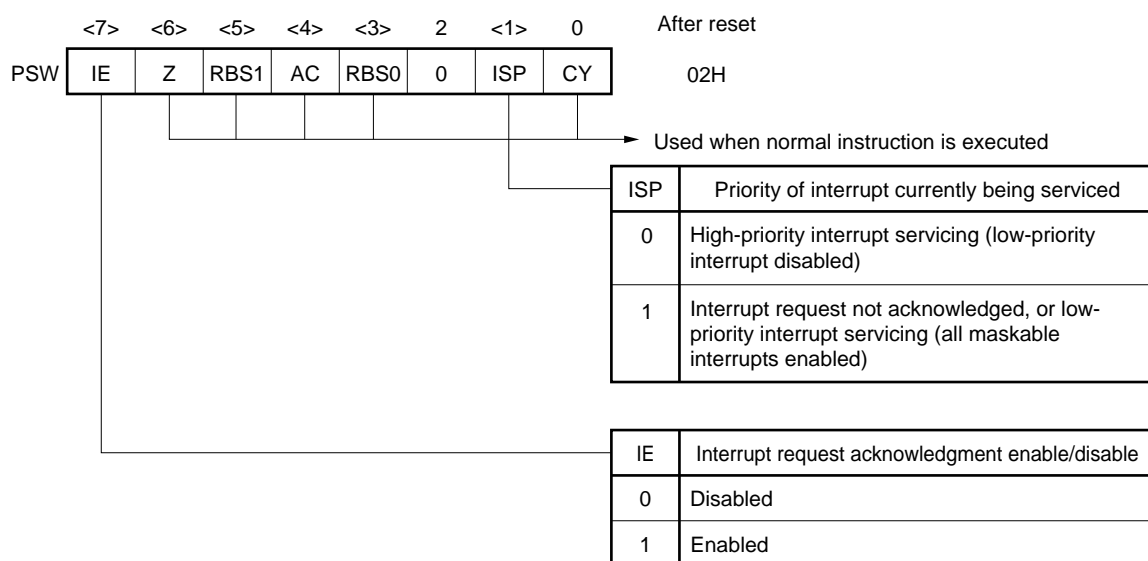 <7> <6> <5> <4> <3> 2 <1> 0 After reset
PSW IE Z RBS1 AC RBS0 0 ISP CY 02H
Used when normal instruction is executed
ISP Priority of interrupt currently being serviced
0 High-priority interrupt servicing (low-priority
interrupt disabled)
1 Interrupt request not acknowledged, or low-
priority interrupt servicing (all maskable
interrupts enabled)
IE Interrupt request acknowledgment enable/disable
0 Disabled
1 Enabled